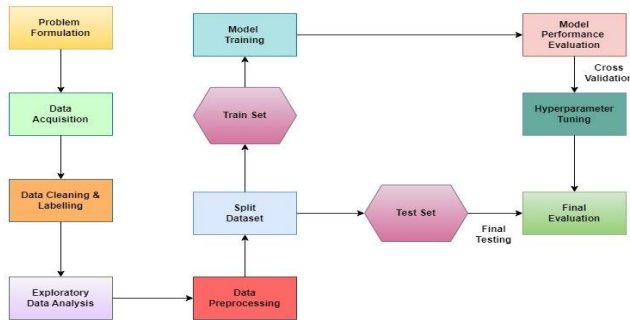 Problem
Formulation
Data
Acquisition
Data Cleaning &
Labelling
Exploratory
Data Analysis
Data
Preprocessing
Split
Dataset
Train Set
Model
Training
Model
Performance
Evaluation
Cross
Validation
Hyperparameter
Tuning
Test Set
Final
Testing
Final
Evaluation